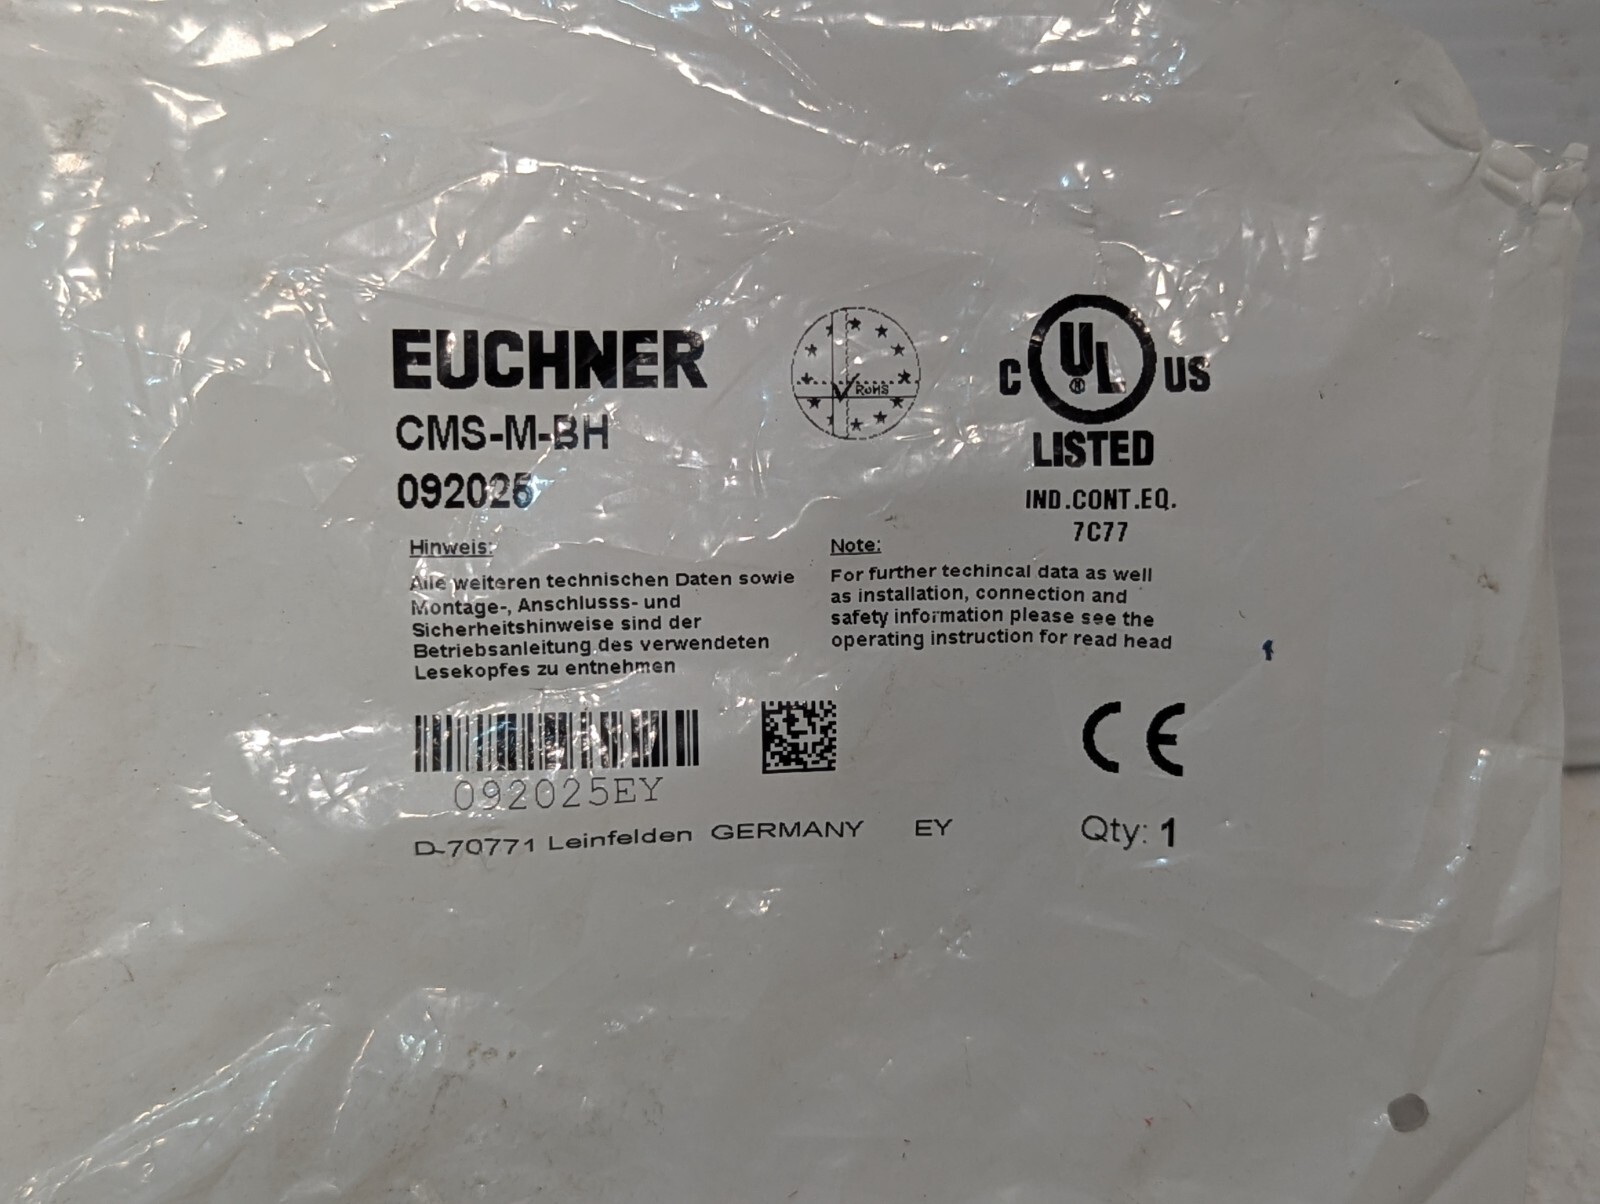 EUCHNER
CMS-M-BH
092025
RoHS
C UL US
®
LISTED
IND.CONT.EQ.
7C77
Hinweis:
Alle weiteren technischen Daten sowie
Montage-, Anschlusss- und
Sicherheitshinweise sind der
Betriebsanleitung des verwendeten
Lesekopfes zu entnehmen
Note:
For further techincal data as well
as installation, connection and
safety information please see the
operating instruction for read head
092025EY
CE
D-70771 Leinfelden GERMANY EY
Qty: 1